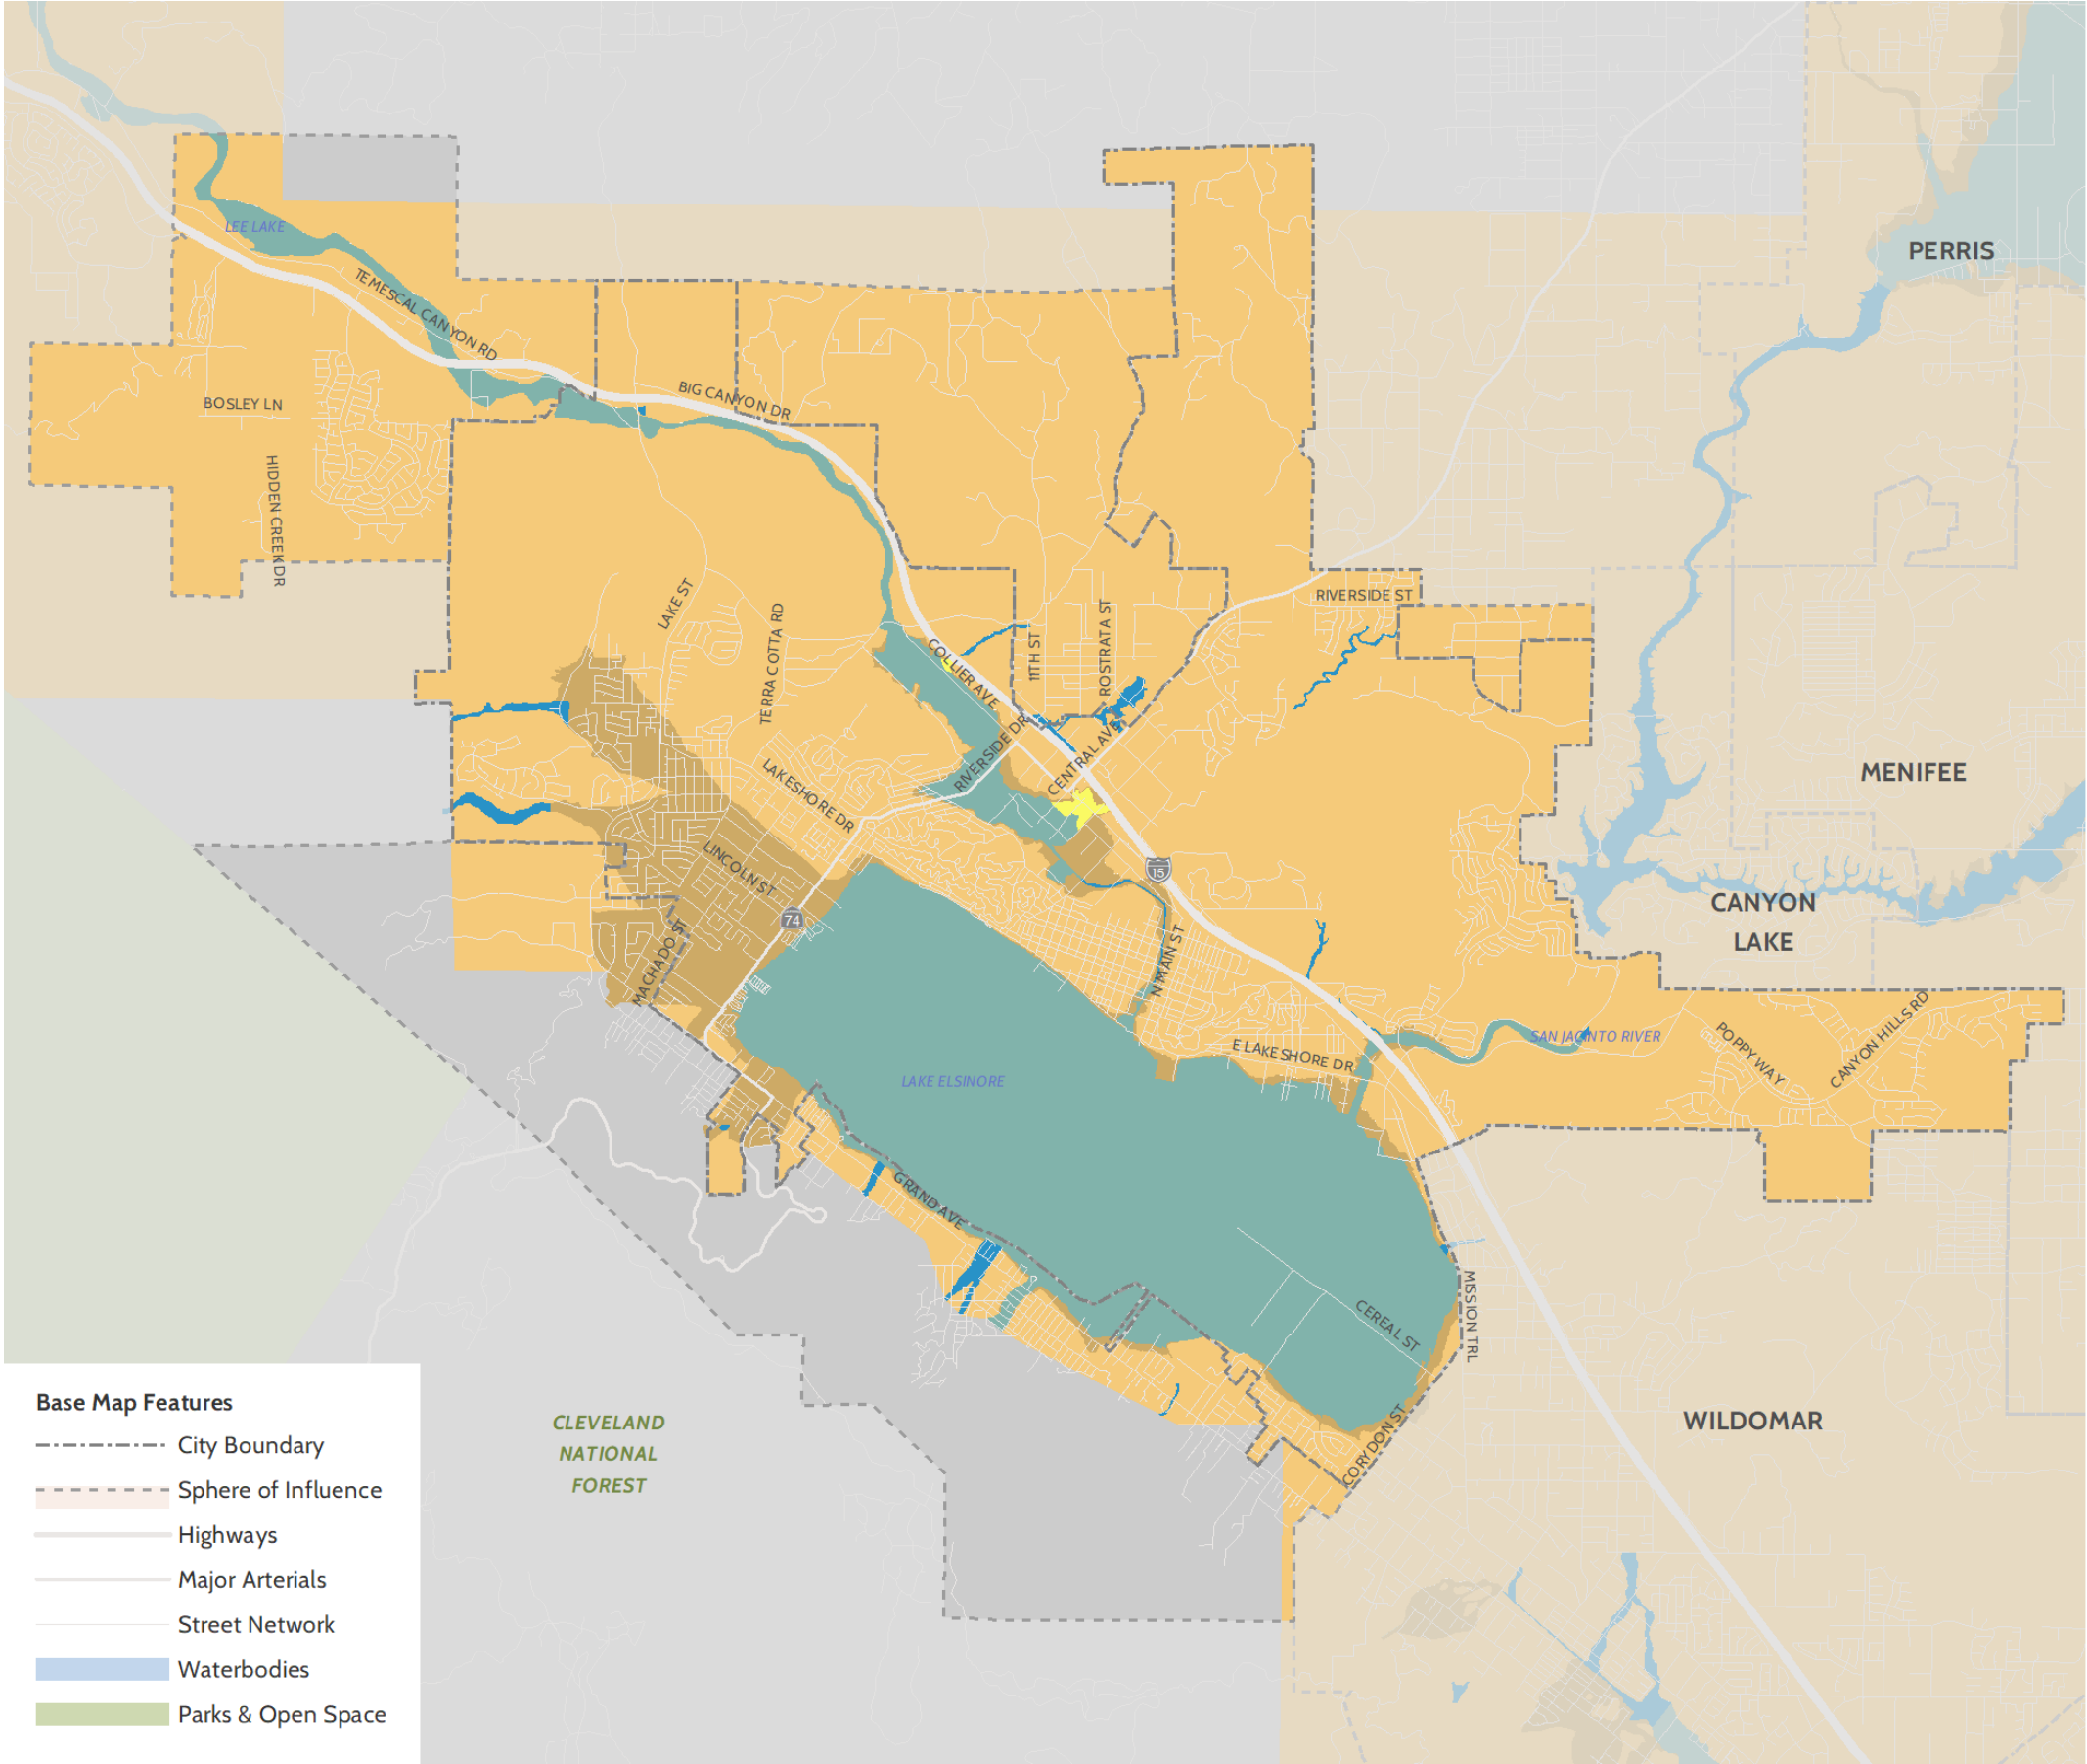 PERRIS
LEE LAKE
TEMESCAL CANYON RD
BIG CANYON DR
BOSLEY LN
HIDDEN CREEK DR
LAKE ST
TERRA COTTA RD
COLLIER AVE
11TH ST
ROSTRATA ST
RIVERSIDE ST
RIVERSIDE DR
CENTRAL AVE
MENIFEE
LAKESHORE DR
LINCOLN ST
15
74
CANYON
LAKE
MACHADO ST
N MAIN ST
SAN JACINTO RIVER
E LAKESHORE DR
POPPY WAY
CANYON HILLS RD
LAKE ELSINORE
GRAND AVE
CEREAL ST
MISSION TRL
CORYDON ST
WILDOMAR
CLEVELAND
NATIONAL
FOREST
Base Map Features
City Boundary
Sphere of Influence
Highways
Major Arterials
Street Network
Waterbodies
Parks & Open Space